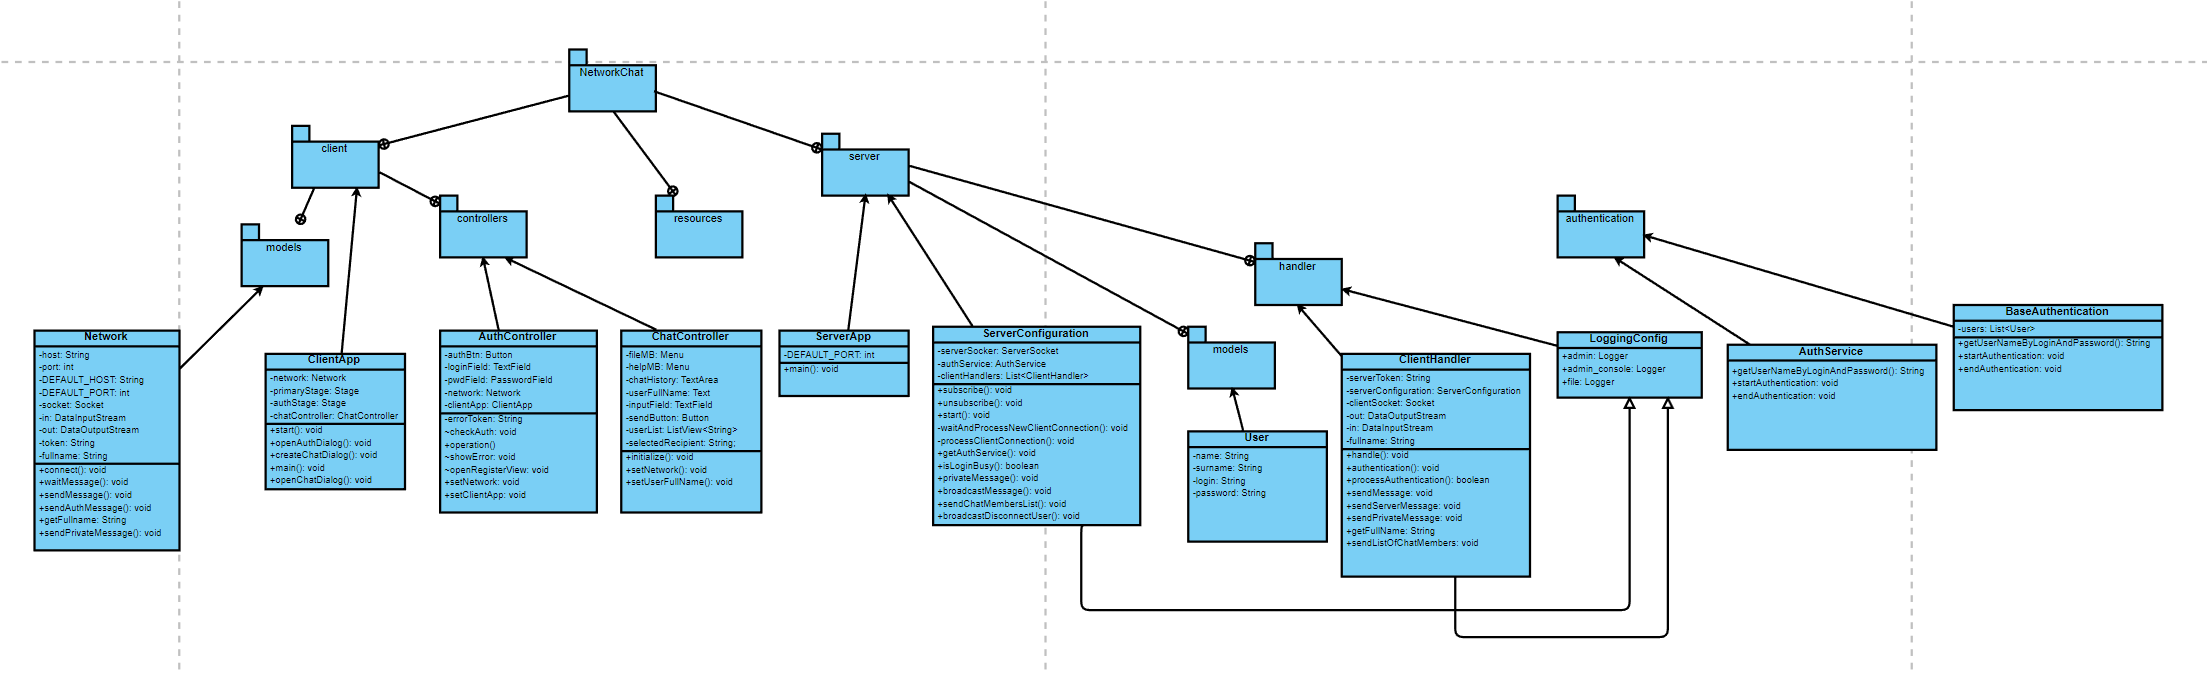 NetworkChat
client
server
controllers
resources
authentication
models
handler
models
Network
-host: String
-port: int
-DEFAULT_HOST: String
-DEFAULT_PORT: int
-socket: Socket
-in: DataInputStream
-out: DataOutputStream
-token: String
-fullname: String
+connect(): void
+waitMessage(): void
+sendMessage(): void
+sendAuthMessage(): void
+getFullname: String
+sendPrivateMessage(): void
ClientApp
-network: Network
-primaryStage: Stage
-authStage: Stage
-chatController: ChatController
+start(): void
+openAuthDialog(): void
+createChatDialog(): void
+main(): void
+openChatDialog(): void
AuthController
-authBtn: Button
-loginField: TextField
-pwdField: PasswordField
-network: Network
-clientApp: ClientApp
-errorToken: String
~checkAuth: void
+operation()
~showError: void
~openRegisterView: void
+setNetwork: void
+setClientApp: void
ChatController
-fileMB: Menu
-helpMB: Menu
-chatHistory: TextArea
-userFullName: Text
-inputField: TextField
-sendButton: Button
-userList: ListView<String>
-selectedRecipient: String;
+initialize(): void
+setNetwork(): void
+setUserFullName(): void
ServerApp
-DEFAULT_PORT: int
+main(): void
ServerConfiguration
-serverSocker: ServerSocket
-authService: AuthService
-clientHandlers: List<ClientHandler>
+subscribe(): void
+unsubscribe(): void
+start(): void
-waitAndProcessNewClientConnection(): void
-processClientConnection(): void
+getAuthService(): void
+isLoginBusy(): boolean
+privateMessage(): void
+broadcastMessage(): void
+sendChatMembersList(): void
+broadcastDisconnectUser(): void
User
-name: String
-surname: String
-login: String
-password: String
ClientHandler
-serverToken: String
-serverConfiguration: ServerConfiguration
-clientSocket: Socket
-out: DataOutputStream
-in: DataInputStream
-fullname: String
+handle(): void
+authentication(): void
+processAuthentication(): boolean
+sendMessage: void
+sendServerMessage: void
+sendPrivateMessage: void
+getFullName: String
+sendListOfChatMembers: void
LoggingConfig
+admin: Logger
+admin_console: Logger
+file: Logger
AuthService
+getUserNameByLoginAndPassword(): String
+startAuthentication: void
+endAuthentication: void
BaseAuthentication
-users: List<User>
+getUserNameByLoginAndPassword(): String
+startAuthentication: void
+endAuthentication: void